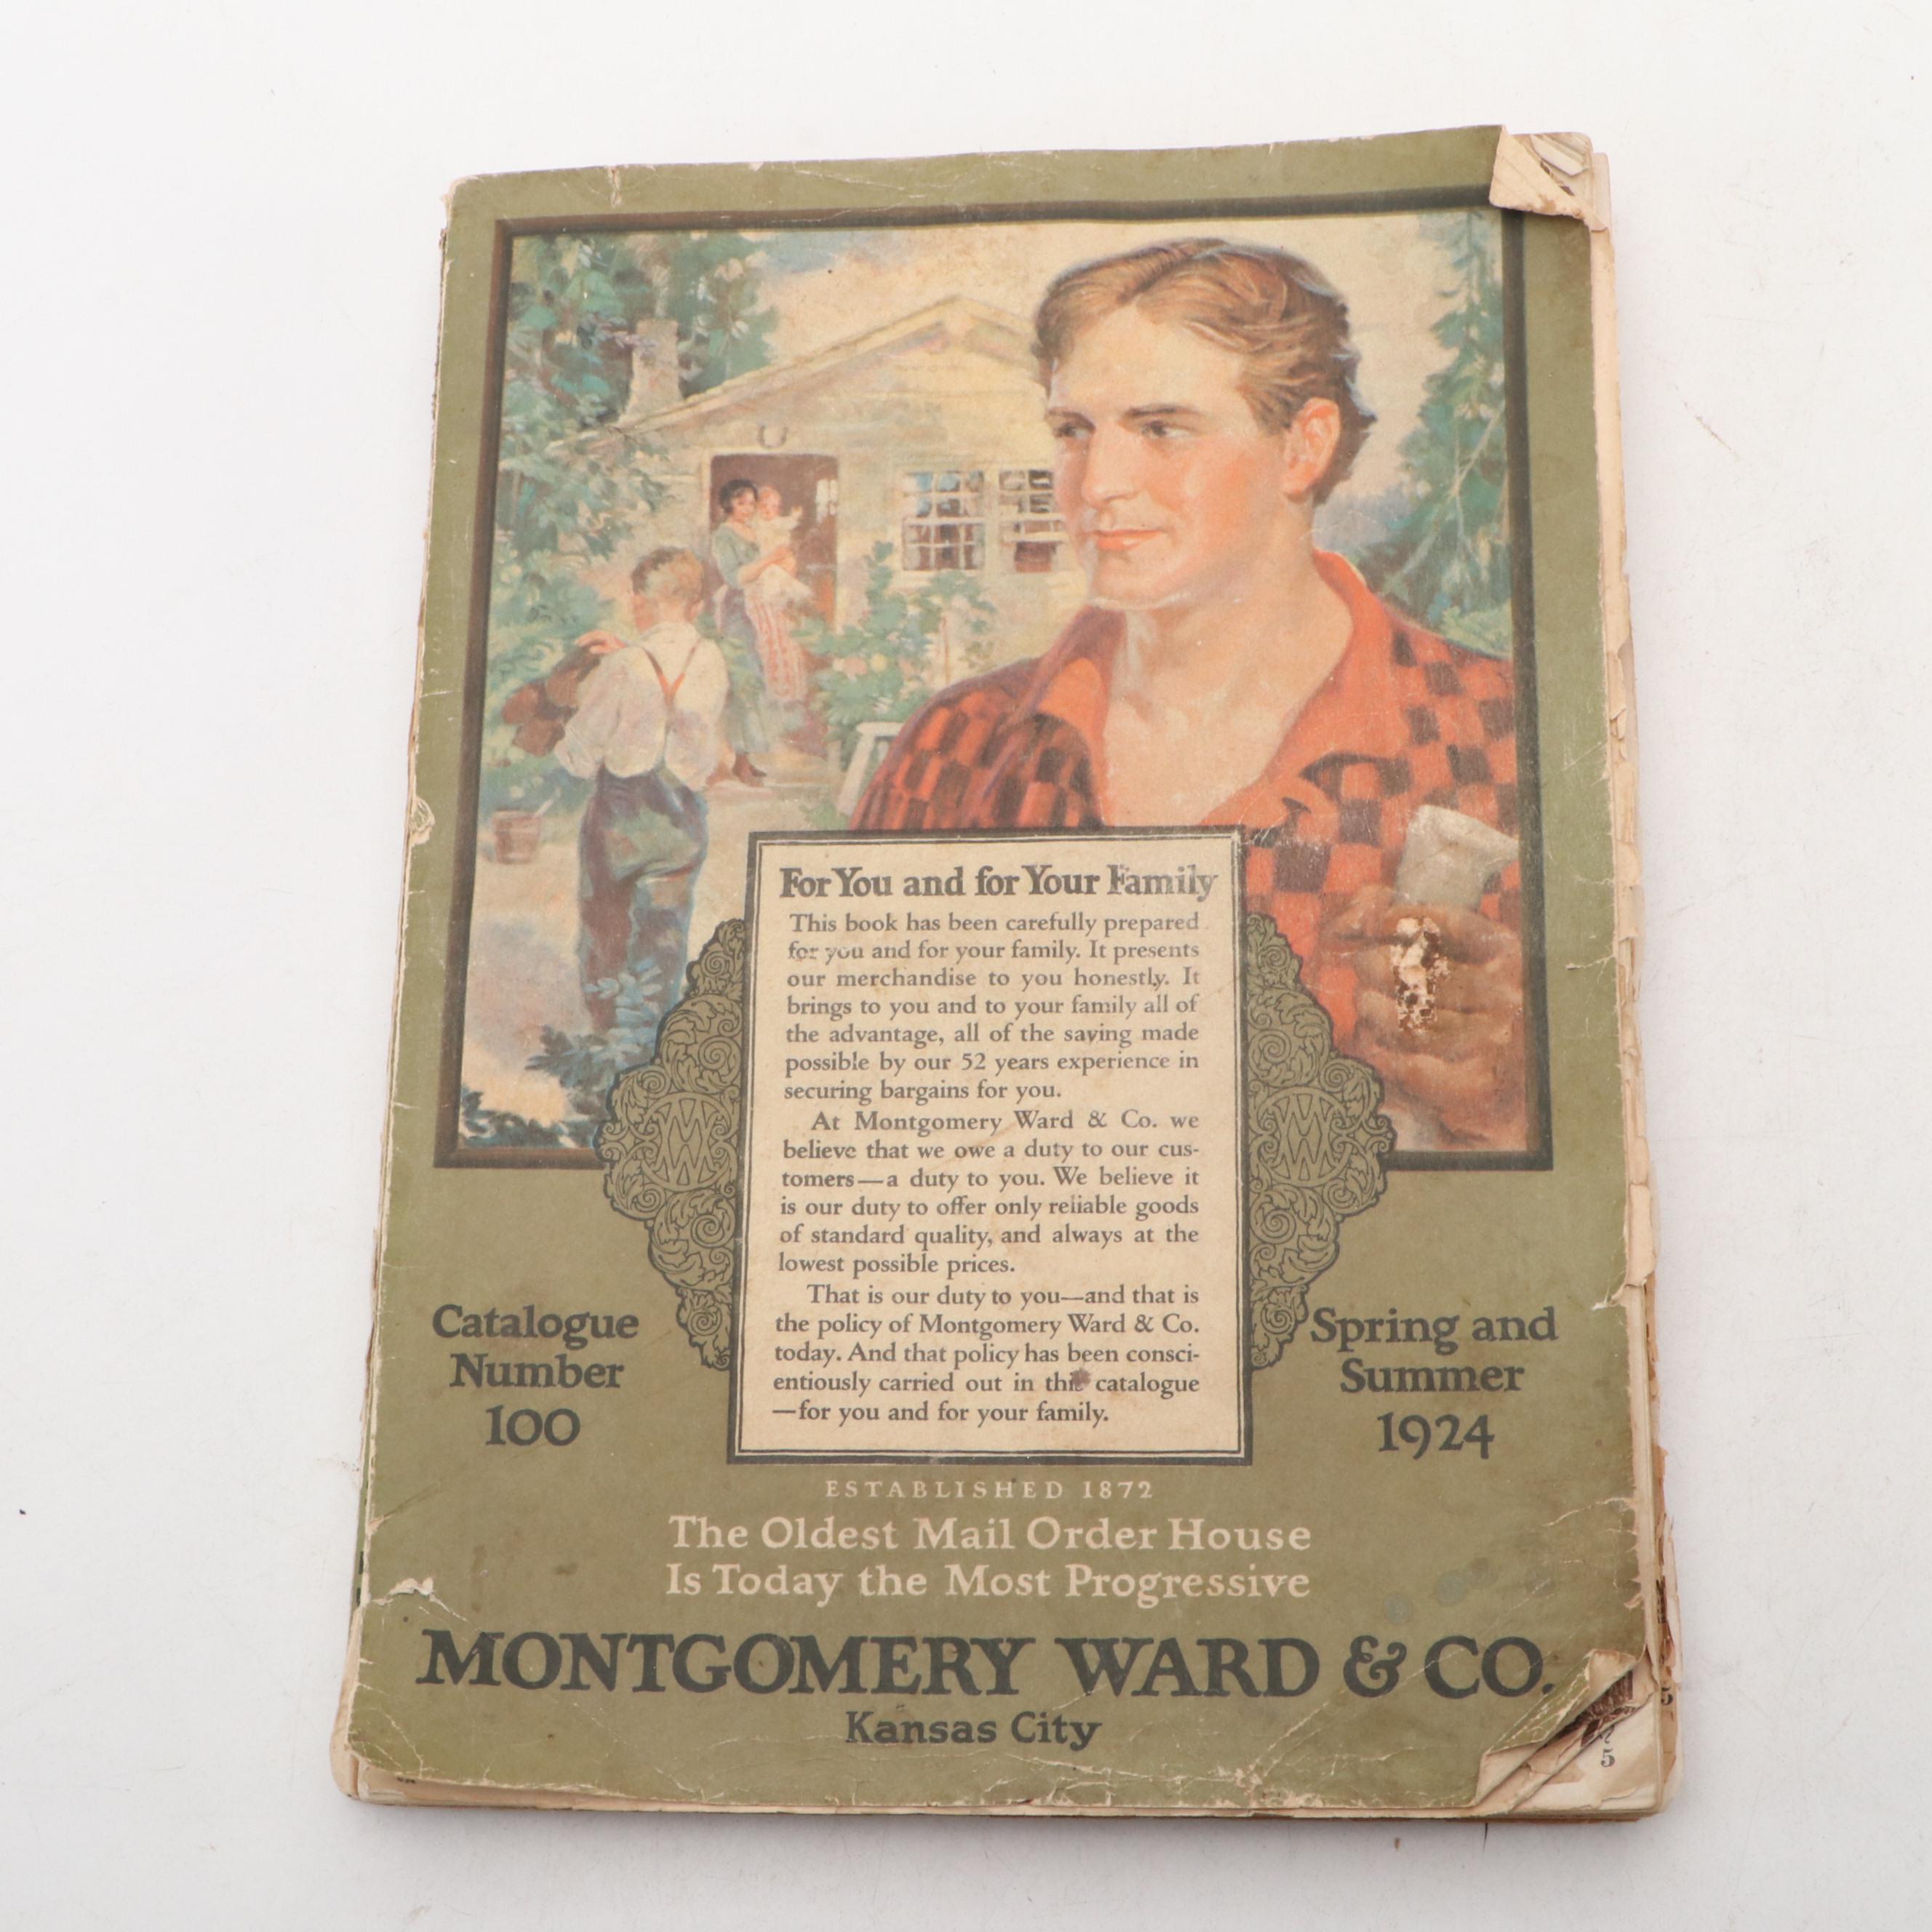 For You and for Your Family
This book has been carefully prepared
for you and for your family. It presents
our merchandise to you honestly. It
brings to you and to your family all of
the advantage, all of the saving made
possible by our 52 years experience in
securing bargains for you.
At Montgomery Ward & Co. we
believe that we owe a duty to our cus-
tomers—a duty to you. We believe it
is our duty to offer only reliable goods
of standard quality, and always at the
lowest possible prices.
That is our duty to you—and that is
the policy of Montgomery Ward & Co.
today. And that policy has been consci-
entiously carried out in this catalogue
—for you and for your family.
Catalogue
Number
100
Spring and
Summer
1924
ESTABLISHED 1872
The Oldest Mail Order House
Is Today the Most Progressive
MONTGOMERY WARD & CO.
Kansas City